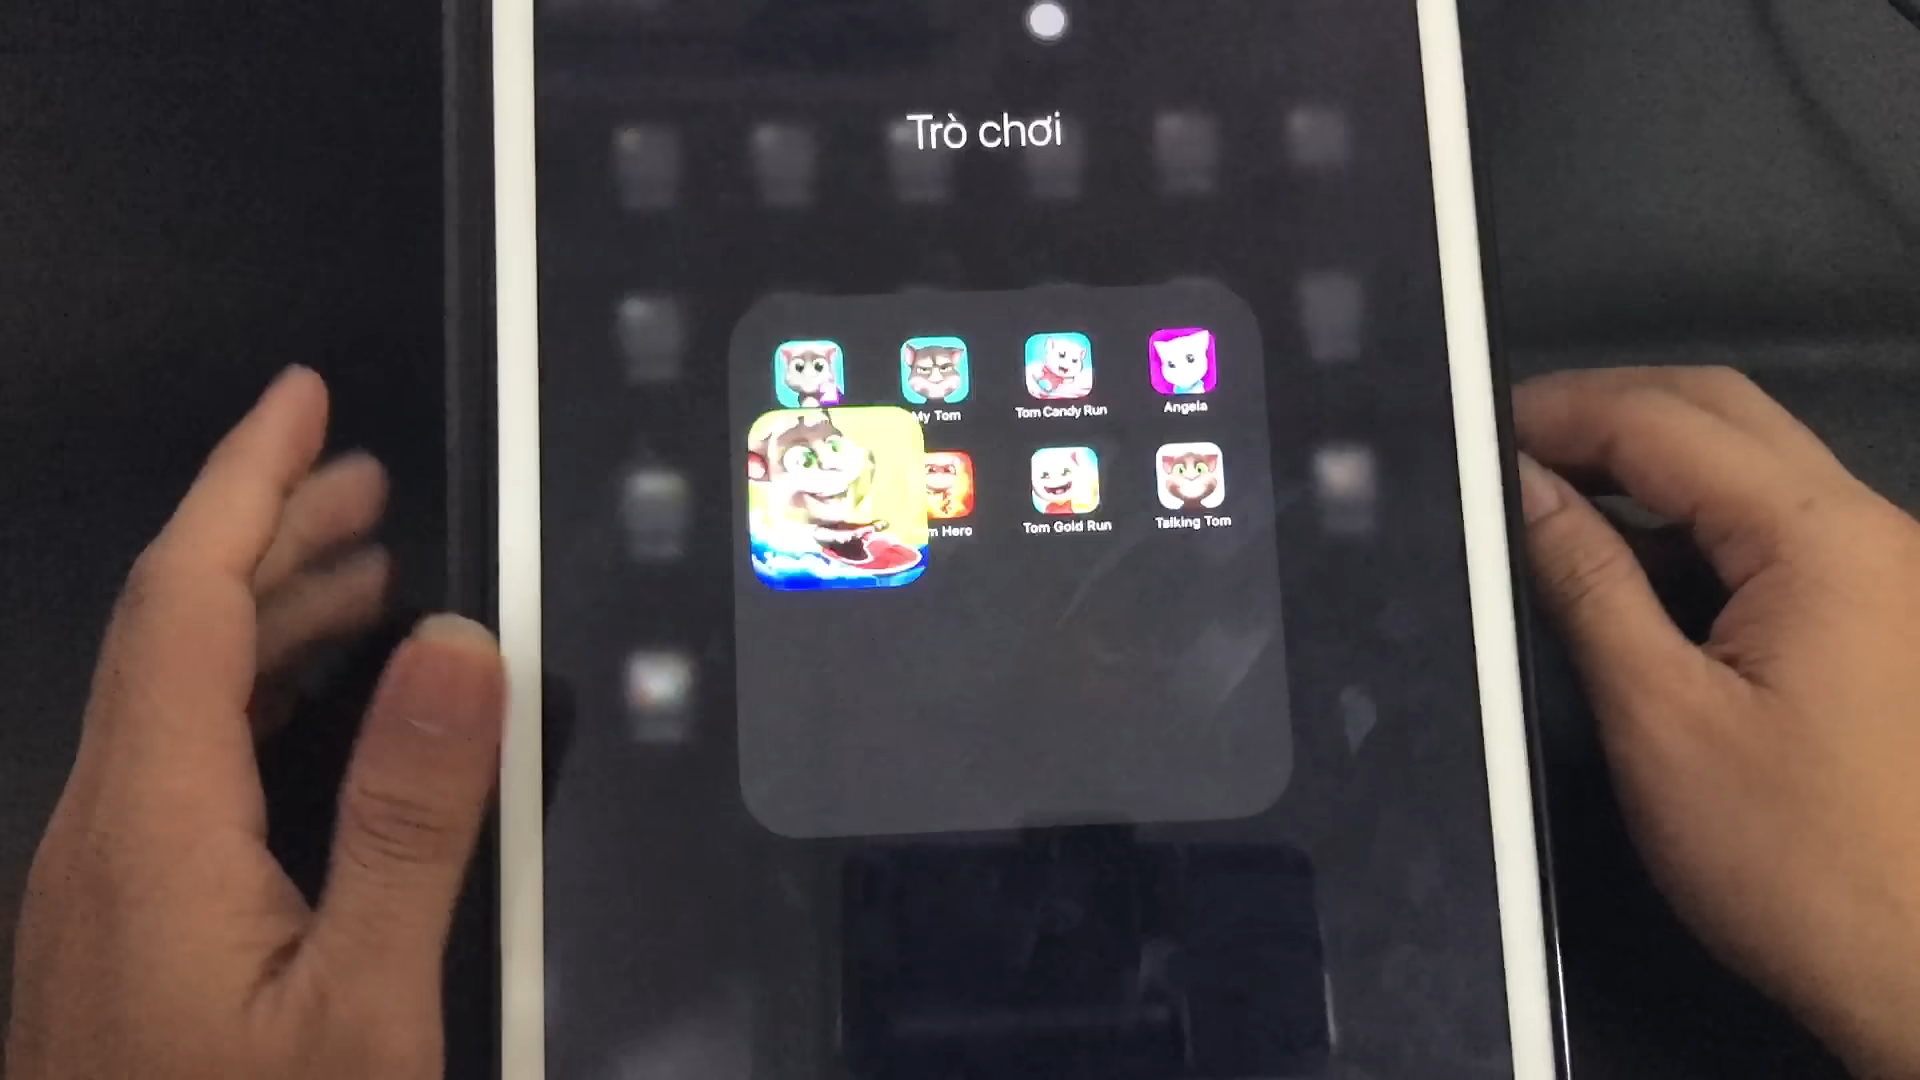 Trò chơi
My Tom
Tom Candy Run
Angela
m Hero
Tom Gold Run
Talking Tom